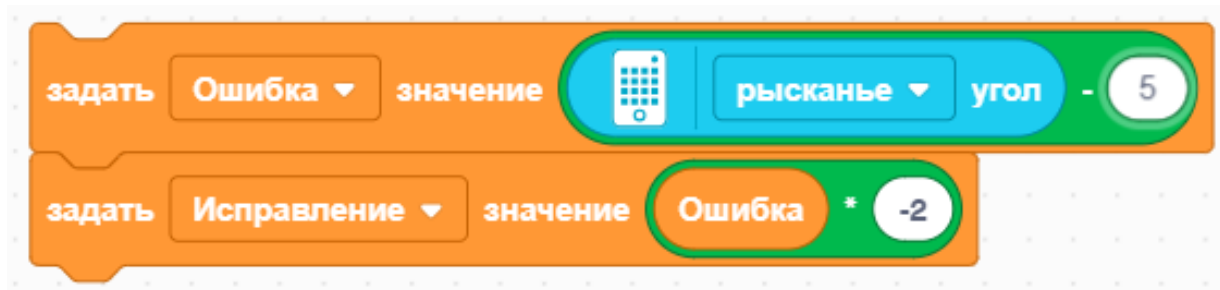 задать Ошибка значение рысканье угол - 5
задать Исправление значение Ошибка * -2